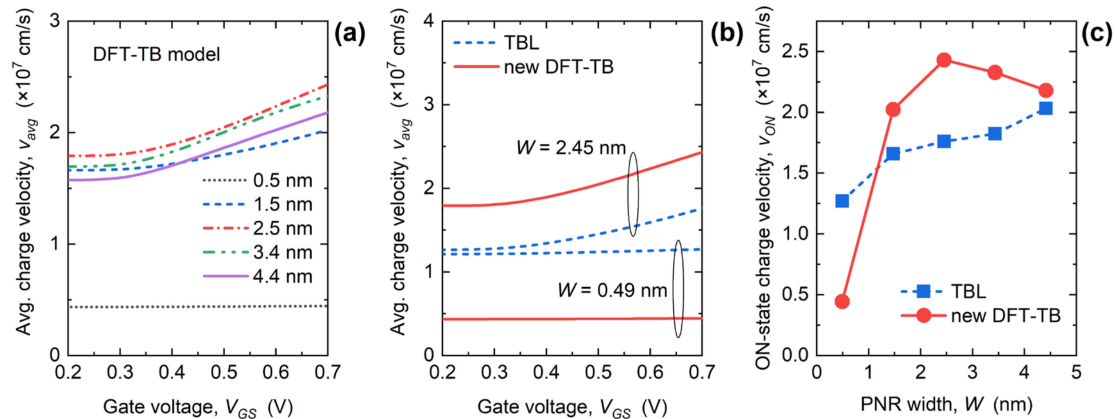 (a)
DFT-TB model
Avg. charge velocity, v_avg (×10⁷ cm/s)
3
2
1
0
0.5 nm
1.5 nm
2.5 nm
3.4 nm
4.4 nm
0.2 0.3 0.4 0.5 0.6 0.7
Gate voltage, V_GS (V)
(b)
TBL
new DFT-TB
Avg. charge velocity, v_avg (×10⁷ cm/s)
4
3
2
1
0
W = 2.45 nm
W = 0.49 nm
0.2 0.3 0.4 0.5 0.6 0.7
Gate voltage, V_GS (V)
(c)
ON-state charge velocity, v_ON (×10⁷ cm/s)
2.5
2.0
1.5
1.0
0.5
0.0
TBL
new DFT-TB
0 1 2 3 4 5
PNR width, W (nm)